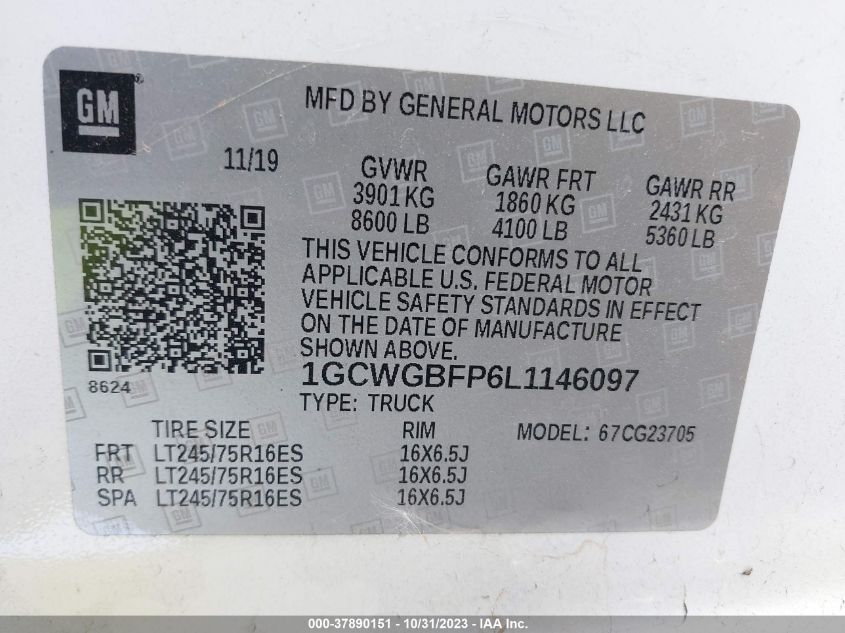 GM
MFD BY GENERAL MOTORS LLC
11/19
GVWR GAWR FRT GAWR RR
3901 KG 1860 KG 2431 KG
8600 LB 4100 LB 5360 LB
THIS VEHICLE CONFORMS TO ALL
APPLICABLE U.S. FEDERAL MOTOR
VEHICLE SAFETY STANDARDS IN EFFECT
ON THE DATE OF MANUFACTURE
SHOWN ABOVE.
8624
1GCWGBFP6L1146097
TYPE: TRUCK
TIRE SIZE RIM MODEL: 67CG23705
FRT LT245/75R16ES 16X6.5J
RR LT245/75R16ES 16X6.5J
SPA LT245/75R16ES 16X6.5J
000-37890151 - 10/31/2023 - IAA Inc.